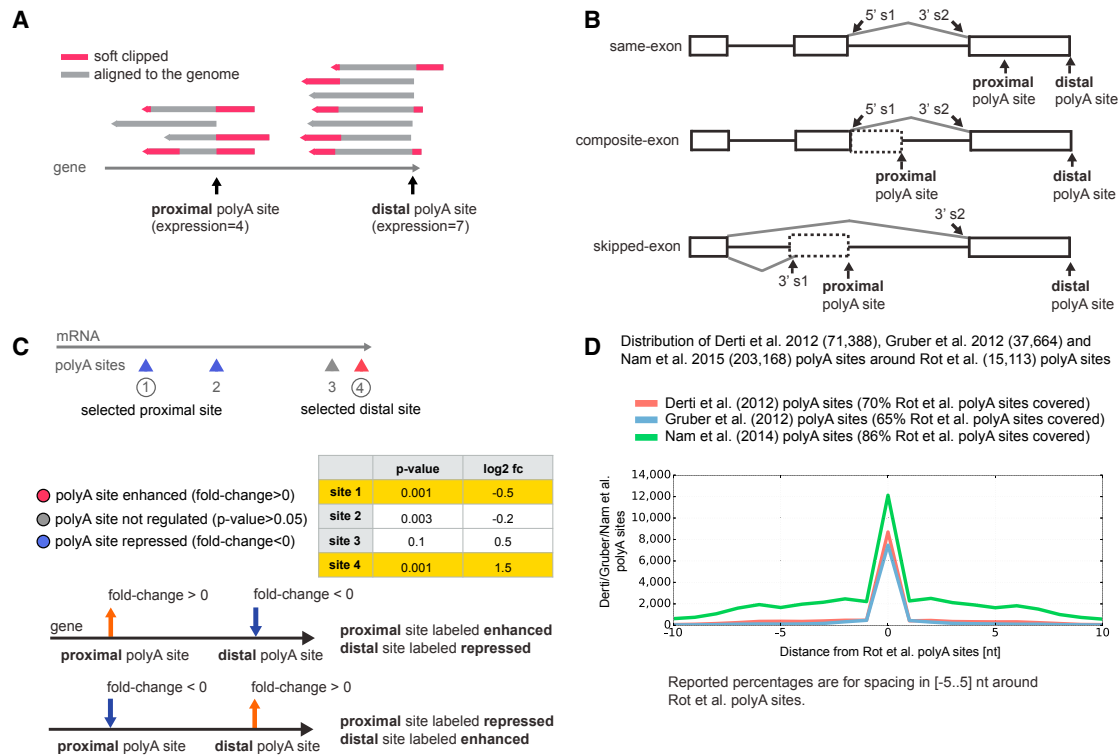 A
soft clipped
aligned to the genome
gene
proximal polyA site
(expression=4)
distal polyA site
(expression=7)
B
same-exon
5' s1
3' s2
proximal
polyA site
distal
polyA site
composite-exon
5' s1
3' s2
proximal
polyA site
distal
polyA site
skipped-exon
3' s2
3' s1
proximal
polyA site
distal
polyA site
C
mRNA
polyA sites
1 2 3 4
selected proximal site
selected distal site
polyA site enhanced (fold-change>0)
polyA site not regulated (p-value>0.05)
polyA site repressed (fold-change<0)
p-value log2 fc
site 1 0.001 -0.5
site 2 0.003 -0.2
site 3 0.1 0.5
site 4 0.001 1.5
fold-change > 0
fold-change < 0
gene
proximal polyA site
distal polyA site
proximal site labeled enhanced
distal site labeled repressed
fold-change < 0
fold-change > 0
proximal polyA site
distal polyA site
proximal site labeled repressed
distal site labeled enhanced
D
Distribution of Derti et al. 2012 (71,388), Gruber et al. 2012 (37,664) and
Nam et al. 2015 (203,168) polyA sites around Rot et al. (15,113) polyA sites
Derti et al. (2012) polyA sites (70% Rot et al. polyA Sites covered)
Gruber et al. (2012) polyA sites (65% Rot et al. polyA Sites covered)
Nam et al. (2014) polyA sites (86% Rot et al. polyA Sites covered)
Derti/Gruber/Nam et al.
polyA sites
14,000
12,000
10,000
8,000
6,000
4,000
2,000
0
-10 -5 0 5 10
Distance from Rot et al. polyA sites [nt]
Reported percentages are for spacing in [-5..5] nt around
Rot et al. polyA sites.